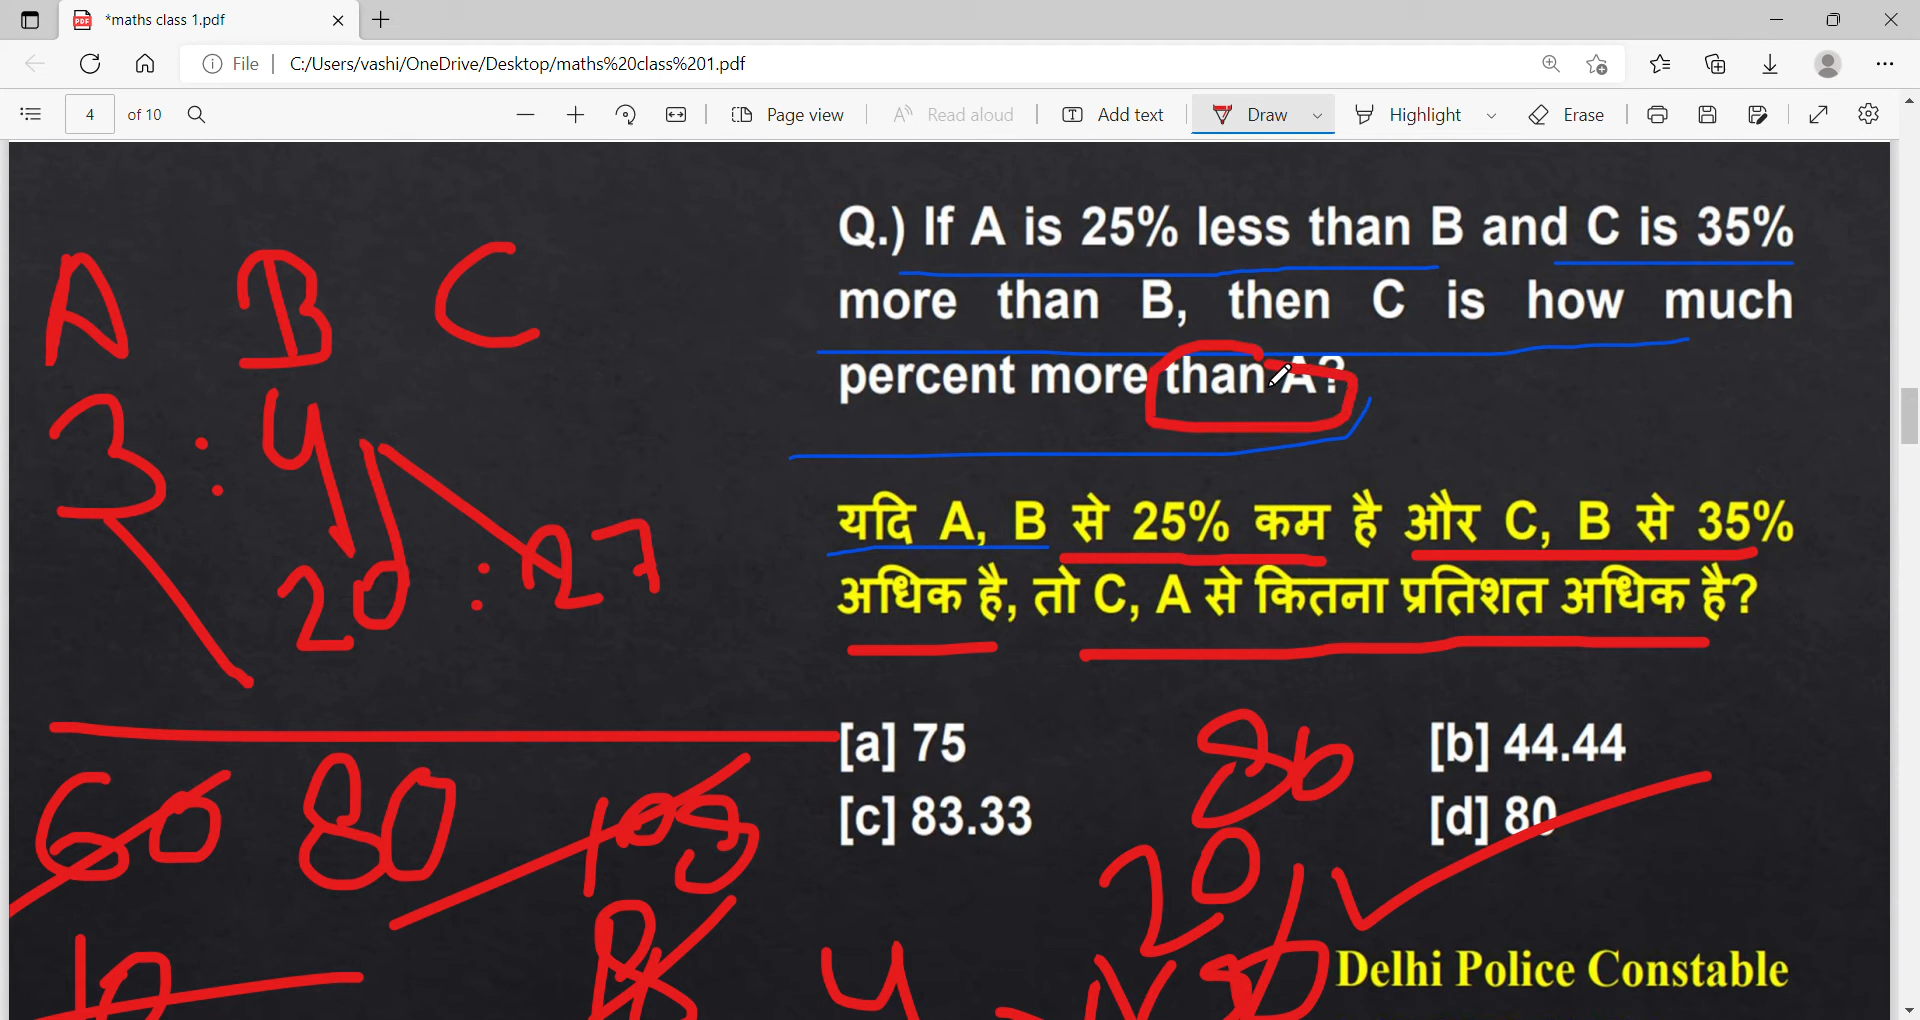 *maths class 1.pdf
File C:/Users/vashi/OneDrive/Desktop/maths%20class%201.pdf
4 of 10 Page view Read aloud Add text Draw Highlight Erase
Q.) If A is 25% less than B and C is 35%
more than B, then C is how much
percent more than A?
A B C
3 : 4
20 : 27
यदि A, B से 25% कम है और C, B से 35%
अधिक है, तो C, A से कितना प्रतिशत अधिक है?
[a] 75 [b] 44.44
[c] 83.33 [d] 80
60 80
20
Delhi Police Constable